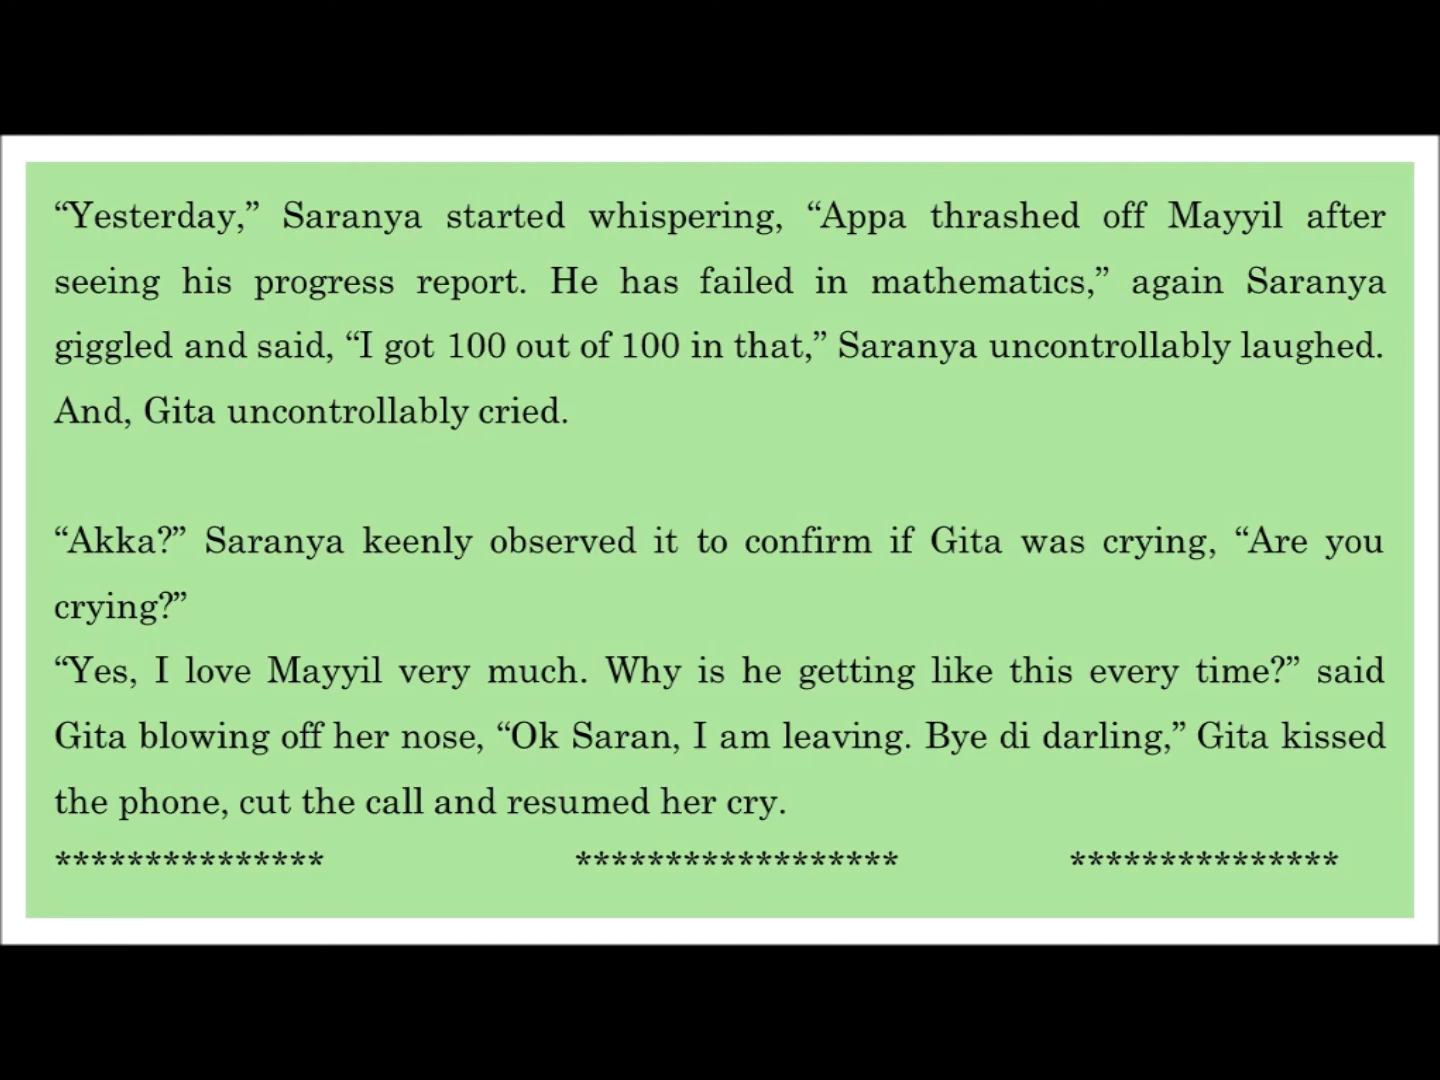 “Yesterday,” Saranya started whispering, “Appa thrashed off Mayyil after
seeing his progress report. He has failed in mathematics,” again Saranya
giggled and said, “I got 100 out of 100 in that,” Saranya uncontrollably laughed.
And, Gita uncontrollably cried.
“Akka?” Saranya keenly observed it to confirm if Gita was crying, “Are you
crying?”
“Yes, I love Mayyil very much. Why is he getting like this every time?” said
Gita blowing off her nose, “Ok Saran, I am leaving. Bye di darling,” Gita kissed
the phone, cut the call and resumed her cry.
*************** ****************** ***************